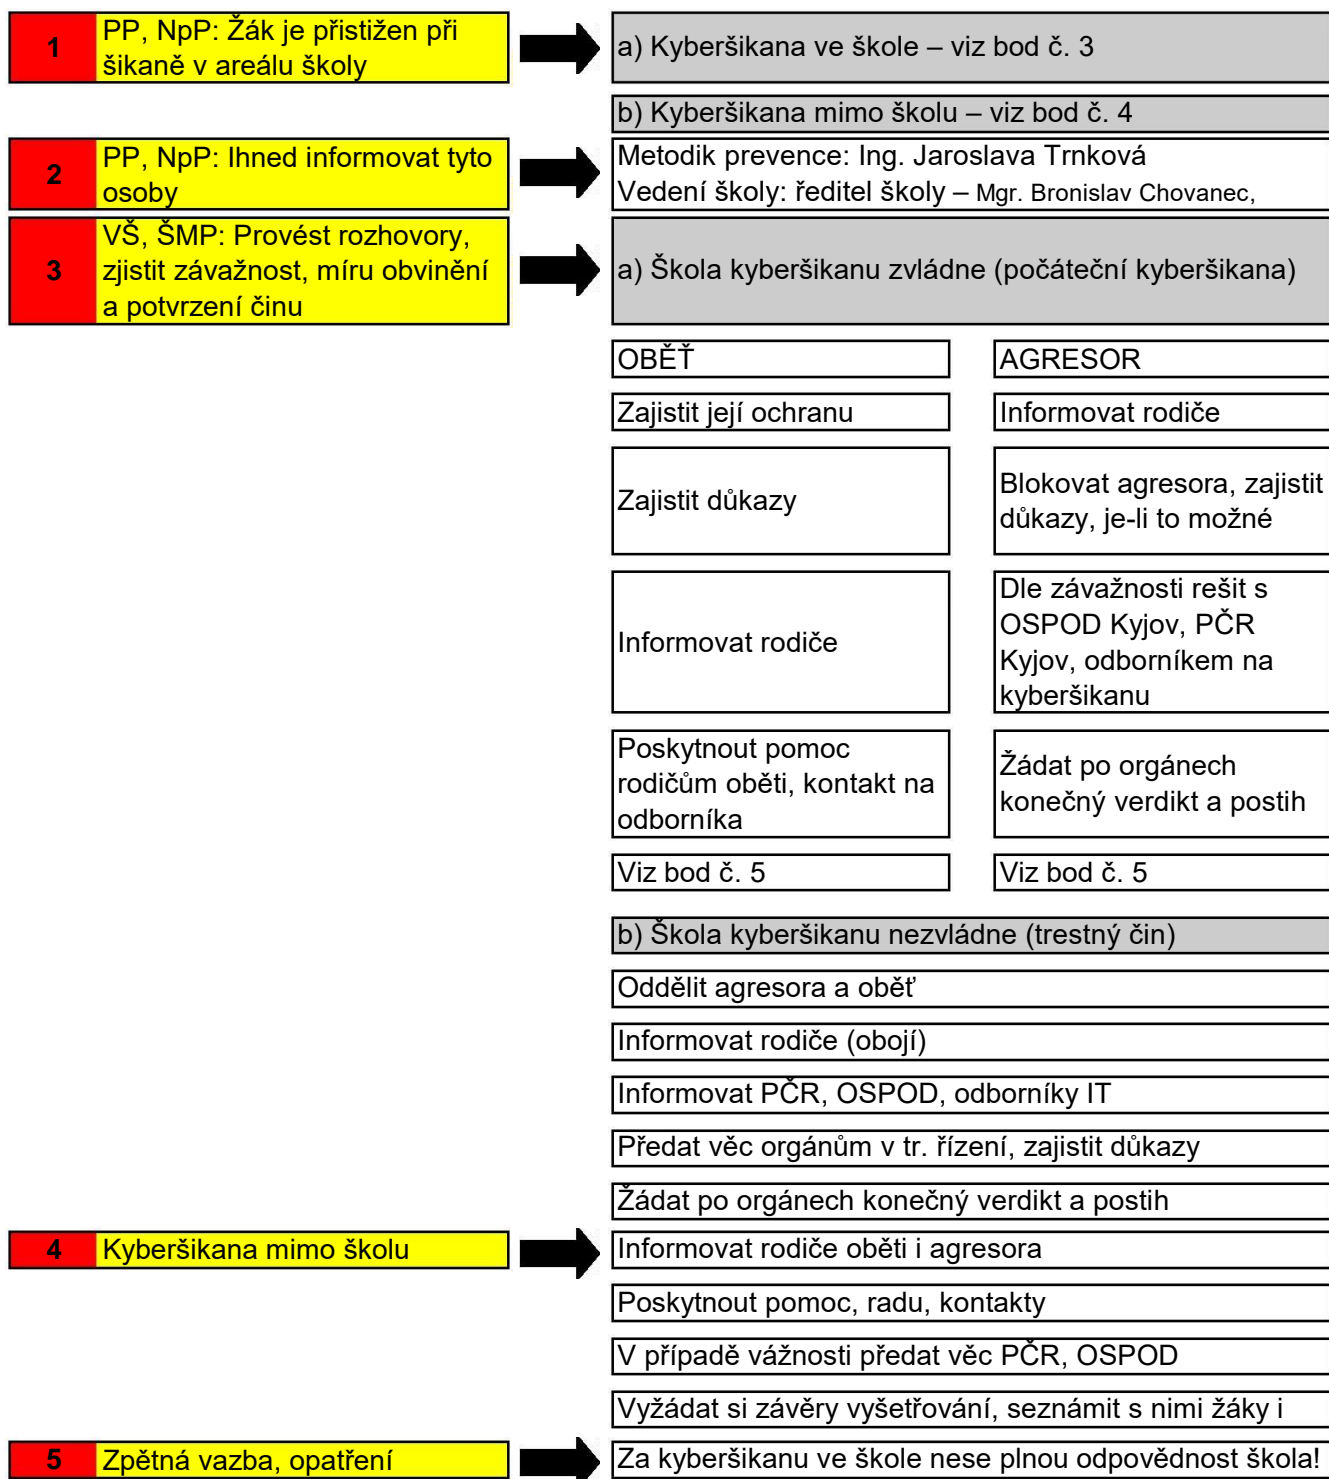 1
PP, NpP: Žák je přistižen při
šikaně v areálu školy
a) Kyberšikana ve škole – viz bod č. 3
b) Kyberšikana mimo školu – viz bod č. 4
2
PP, NpP: Ihned informovat tyto
osoby
Metodik prevence: Ing. Jaroslava Trnková
Vedení školy: ředitel školy – Mgr. Bronislav Chovanec,
3
VŠ, ŠMP: Provést rozhovory,
zjistit závažnost, míru obvinění
a potvrzení činu
a) Škola kyberšikanu zvládne (počáteční kyberšikana)
OBĚŤ
AGRESOR
Zajistit její ochranu
Informovat rodiče
Zajistit důkazy
Blokovat agresora, zajistit
důkazy, je-li to možné
Informovat rodiče
Dle závažnosti rešit s
OSPOD Kyjov, PČR
Kyjov, odborníkem na
kyberšikanu
Poskytnout pomoc
rodičům oběti, kontakt na
odborníka
Žádat po orgánech
konečný verdikt a postih
Viz bod č. 5
Viz bod č. 5
b) Škola kyberšikanu nezvládne (trestný čin)
Oddělit agresora a oběť
Informovat rodiče (obojí)
Informovat PČR, OSPOD, odborníky IT
Předat věc orgánům v tr. řízení, zajistit důkazy
Žádat po orgánech konečný verdikt a postih
4
Kyberšikana mimo školu
Informovat rodiče oběti i agresora
Poskytnout pomoc, radu, kontakty
V případě vážnosti předat věc PČR, OSPOD
Vyžádat si závěry vyšetřování, seznámit s nimi žáky i
5
Zpětná vazba, opatření
Za kyberšikanu ve škole nese plnou odpovědnost škola!